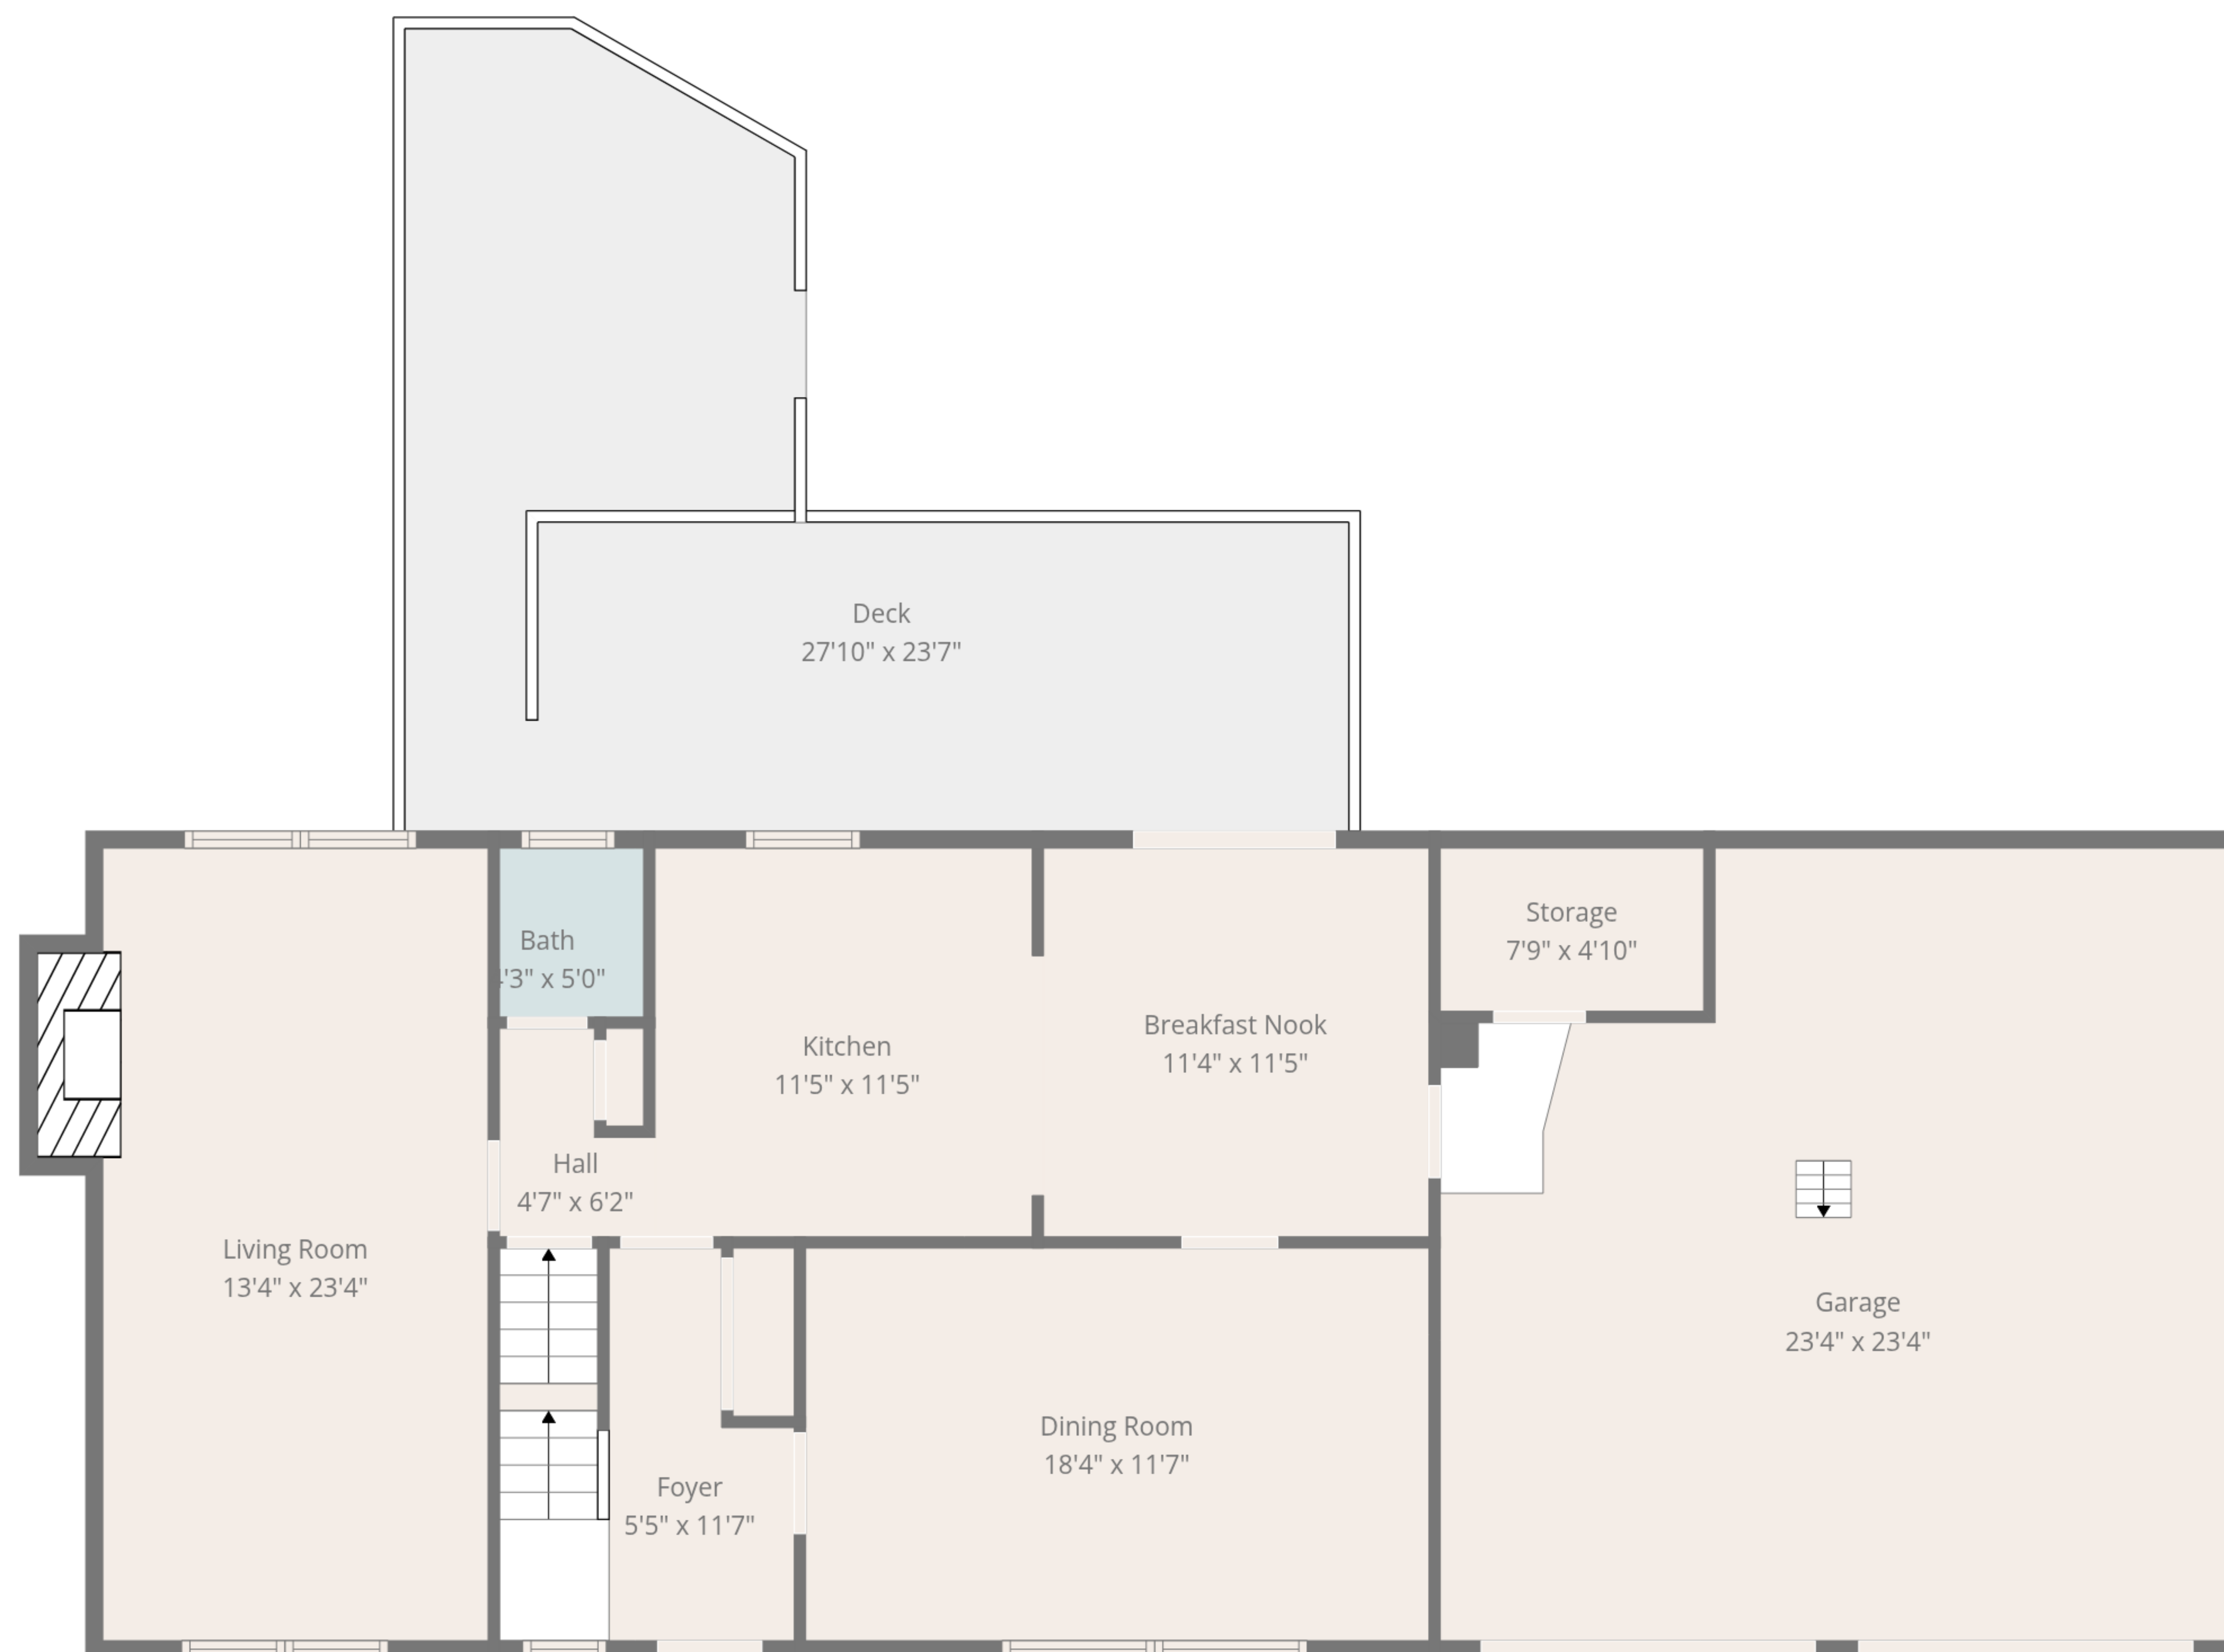 Deck
27'10" x 23'7"
Storage
7'9" x 4'10"
Bath
'3" x 5'0"
Breakfast Nook
11'4" x 11'5"
Kitchen
11'5" x 11'5"
Hall
4'7" x 6'2"
Living Room
13'4" x 23'4"
Garage
23'4" x 23'4"
Dining Room
18'4" x 11'7"
Foyer
5'5" x 11'7"